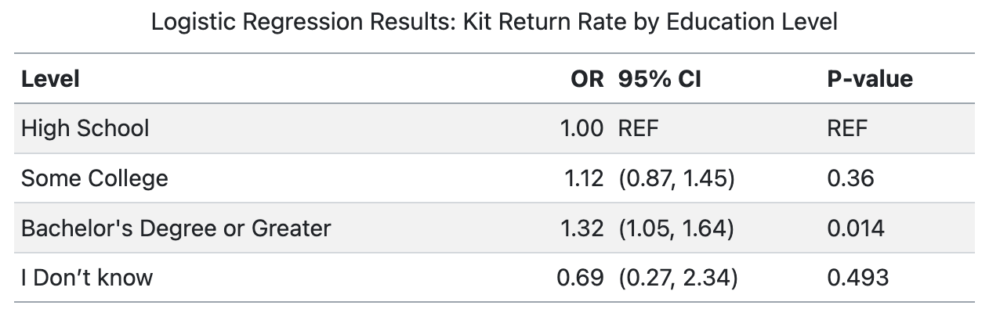 Logistic Regression Results: Kit Return Rate by Education Level
Level OR 95% CI P-value
High School 1.00 REF REF
Some College 1.12 (0.87, 1.45) 0.36
Bachelor's Degree or Greater 1.32 (1.05, 1.64) 0.014
I Don’t know 0.69 (0.27, 2.34) 0.493